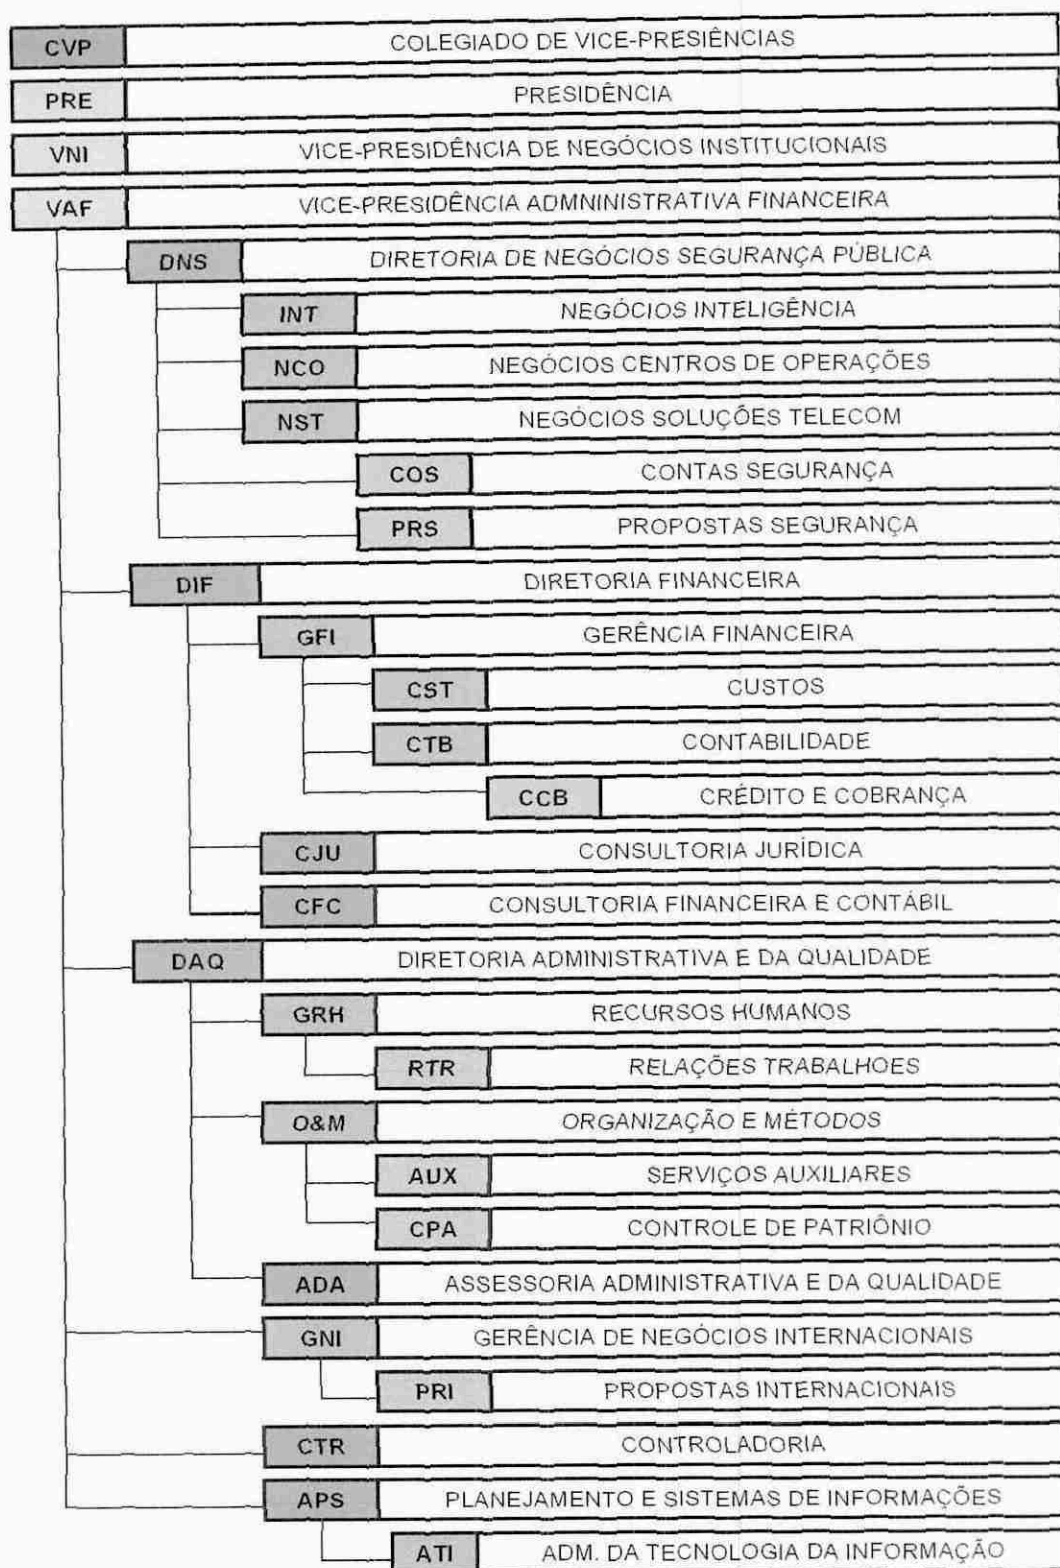 CVP COLEGIADO DE VICE-PRESIÊNCIAS
PRE PRESIDÊNCIA
VNI VICE-PRESIDÊNCIA DE NEGÓCIOS INSTITUCIONAIS
VAF VICE-PRESIDÊNCIA ADMNINISTRATIVA FINANCEIRA
DNS DIRETORIA DE NEGÓCIOS SEGURANÇA PÚBLICA
INT NEGÓCIOS INTELIGÊNCIA
NCO NEGÓCIOS CENTROS DE OPERAÇÕES
NST NEGÓCIOS SOLUÇÕES TELECOM
COS CONTAS SEGURANÇA
PRS PROPOSTAS SEGURANÇA
DIF DIRETORIA FINANCEIRA
GFI GERÊNCIA FINANCEIRA
CST CUSTOS
CTB CONTABILIDADE
CCB CRÉDITO E COBRANÇA
CJU CONSULTORIA JURÍDICA
CFC CONSULTORIA FINANCEIRA E CONTÁBIL
DAQ DIRETORIA ADMINISTRATIVA E DA QUALIDADE
GRH RECURSOS HUMANOS
RTR RELAÇÕES TRABALHOES
O&M ORGANIZAÇÃO E MÉTODOS
AUX SERVIÇOS AUXILIARES
CPA CONTROLE DE PATRIÔNIO
ADA ASSESSORIA ADMINISTRATIVA E DA QUALIDADE
GNI GERÊNCIA DE NEGÓCIOS INTERNACIONAIS
PRI PROPOSTAS INTERNACIONAIS
CTR CONTROLADORIA
APS PLANEJAMENTO E SISTEMAS DE INFORMAÇÕES
ATI ADM. DA TECNOLOGIA DA INFORMAÇÃO